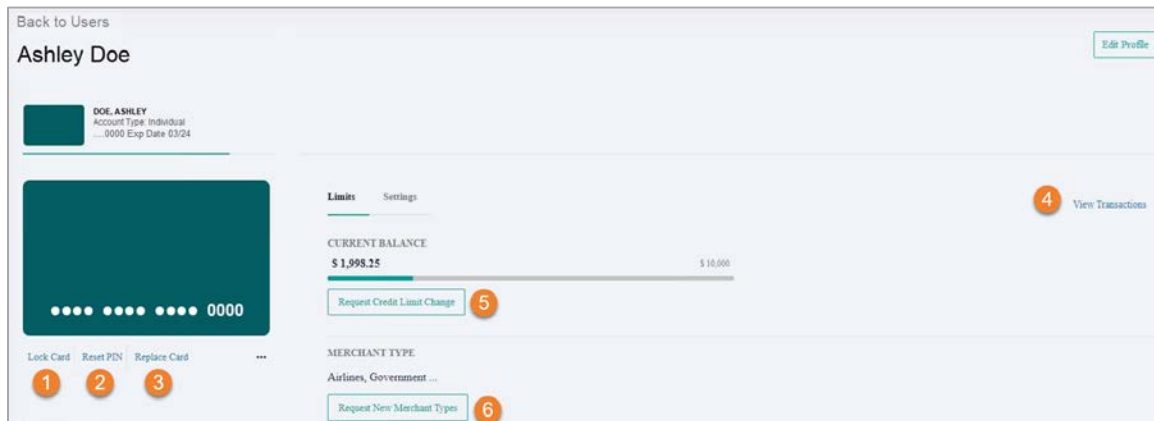 Back to Users
Ashley Doe
Edit Profile
DOE, ASHLEY
Account Type: Individual
....0000 Exp Date 03/24
Limits Settings
4 View Transactions
CURRENT BALANCE
$ 1,998.25 $ 10,000
Request Credit Limit Change 5
•••• •••• •••• 0000
Lock Card Reset PIN Replace Card ...
1 2 3
MERCHANT TYPE
Airlines, Government ...
Request New Merchant Types 6